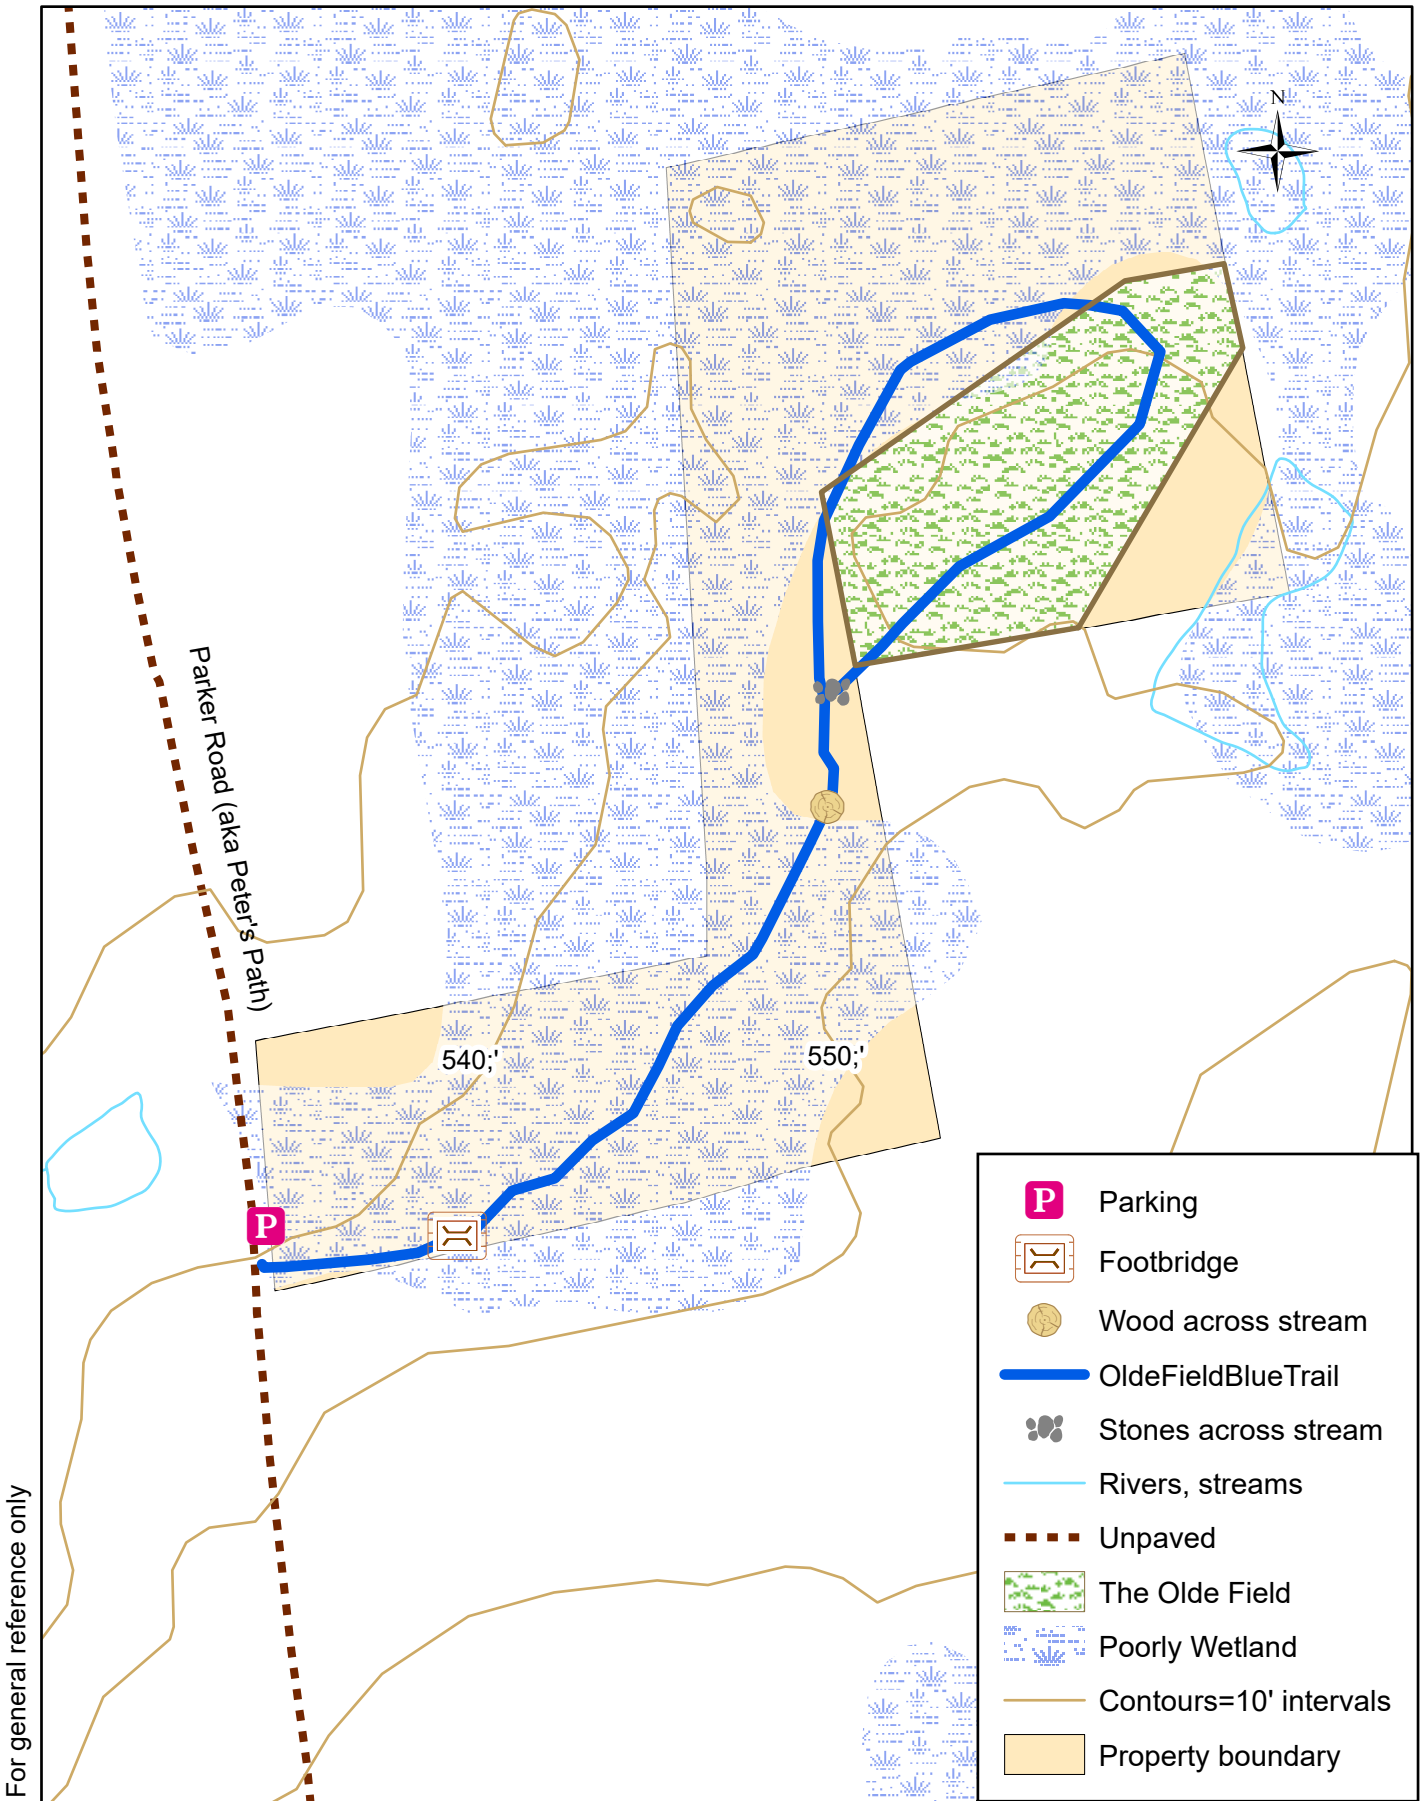 N
Parker Road (aka Peter's Path)
540;'
550;'
P
P Parking
Footbridge
Wood across stream
OldeFieldBlueTrail
Stones across stream
Rivers, streams
Unpaved
The Olde Field
Poorly Wetland
Contours=10' intervals
Property boundary
For general reference only